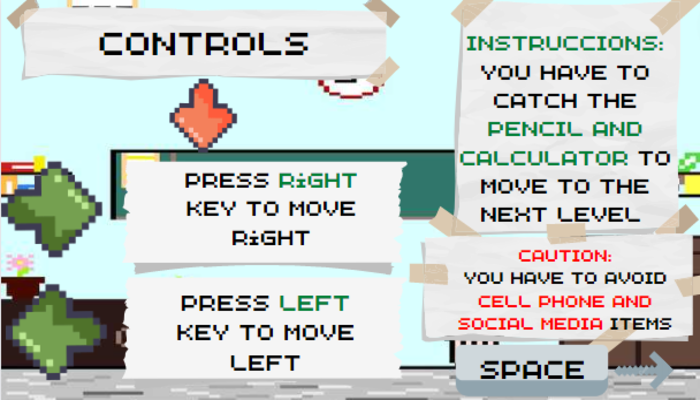 CONTROLS
PRESS RiGHT
KEY TO MOVE
RiGHT
PRESS LEFT
KEY TO MOVE
LEFT
INSTRUCCIONS:
YOU HAVE TO
CATCH THE
PENCIL AND
CALCULATOR TO
MOVE TO THE
NEXT LEVEL
CAUTION:
YOU HAVE TO AVOID
CELL PHONE AND
SOCIAL MEDIA ITEMS
SPACE